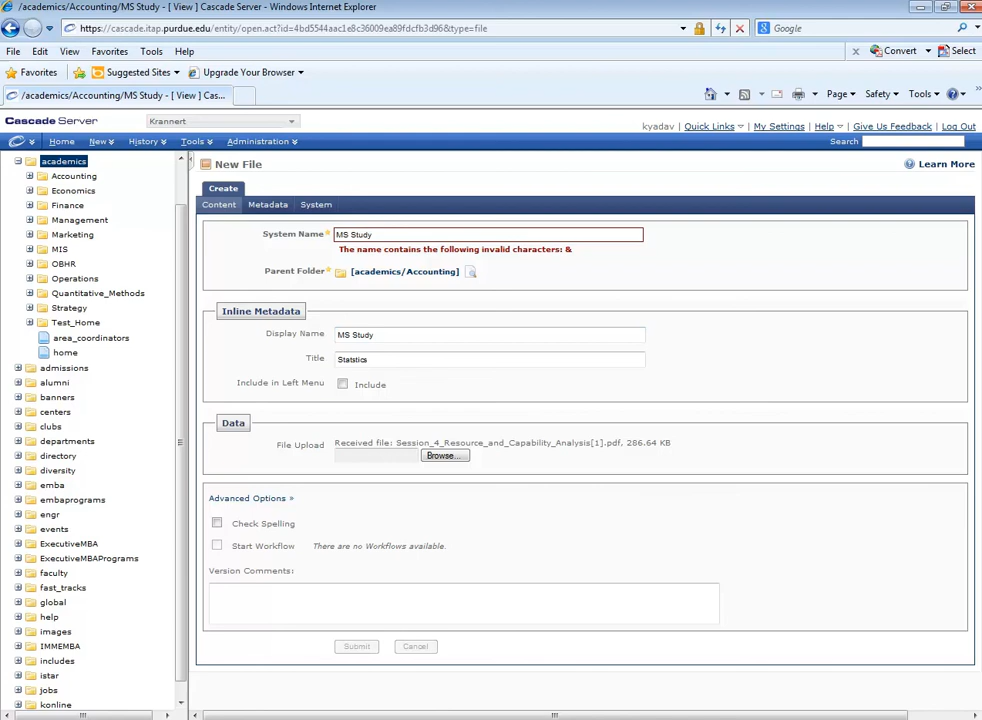 /academics/Accounting/MS Study - [ View ] Cascade Server - Windows Internet Explorer
https://cascade.itap.purdue.edu/entity/open.act?id=4bd5544aac1e8c36009ea89fdcfb3d96&type=file
Google
File Edit View Favorites Tools Help
x Convert Select
Favorites Suggested Sites Upgrade Your Browser
/academics/Accounting/MS Study - [ View ] Cas...
Page Safety Tools
Cascade Server Krannert
kyadav | Quick Links | My Settings | Help | Give Us Feedback | Log Out
Home New History Tools Administration Search
academics
Accounting
Economics
Finance
Management
Marketing
MIS
OBHR
Operations
Quantitative_Methods
Strategy
Test_Home
area_coordinators
home
admissions
alumni
banners
centers
clubs
departments
directory
diversity
emba
embaprograms
engr
events
ExecutiveMBA
ExecutiveMBAPrograms
faculty
fast_tracks
global
help
images
IMMEMBA
includes
istar
jobs
konline
New File
Learn More
Create
Content Metadata System
System Name* MS Study
The name contains the following invalid characters: &
Parent Folder* [academics/Accounting]
Inline Metadata
Display Name MS Study
Title Statstics
Include in Left Menu Include
Data
File Upload Received file: Session_4_Resource_and_Capability_Analysis[1].pdf, 286.64 KB
Browse...
Advanced Options »
Check Spelling
Start Workflow There are no Workflows available.
Version Comments:
Submit Cancel